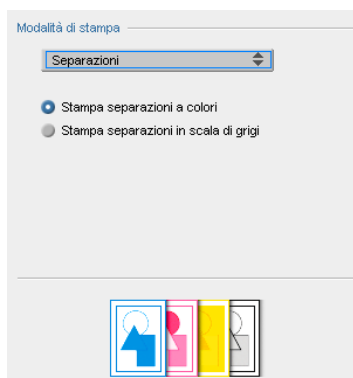 Modalità di stampa
Separazioni
Stampa separazioni a colori
Stampa separazioni in scala di grigi